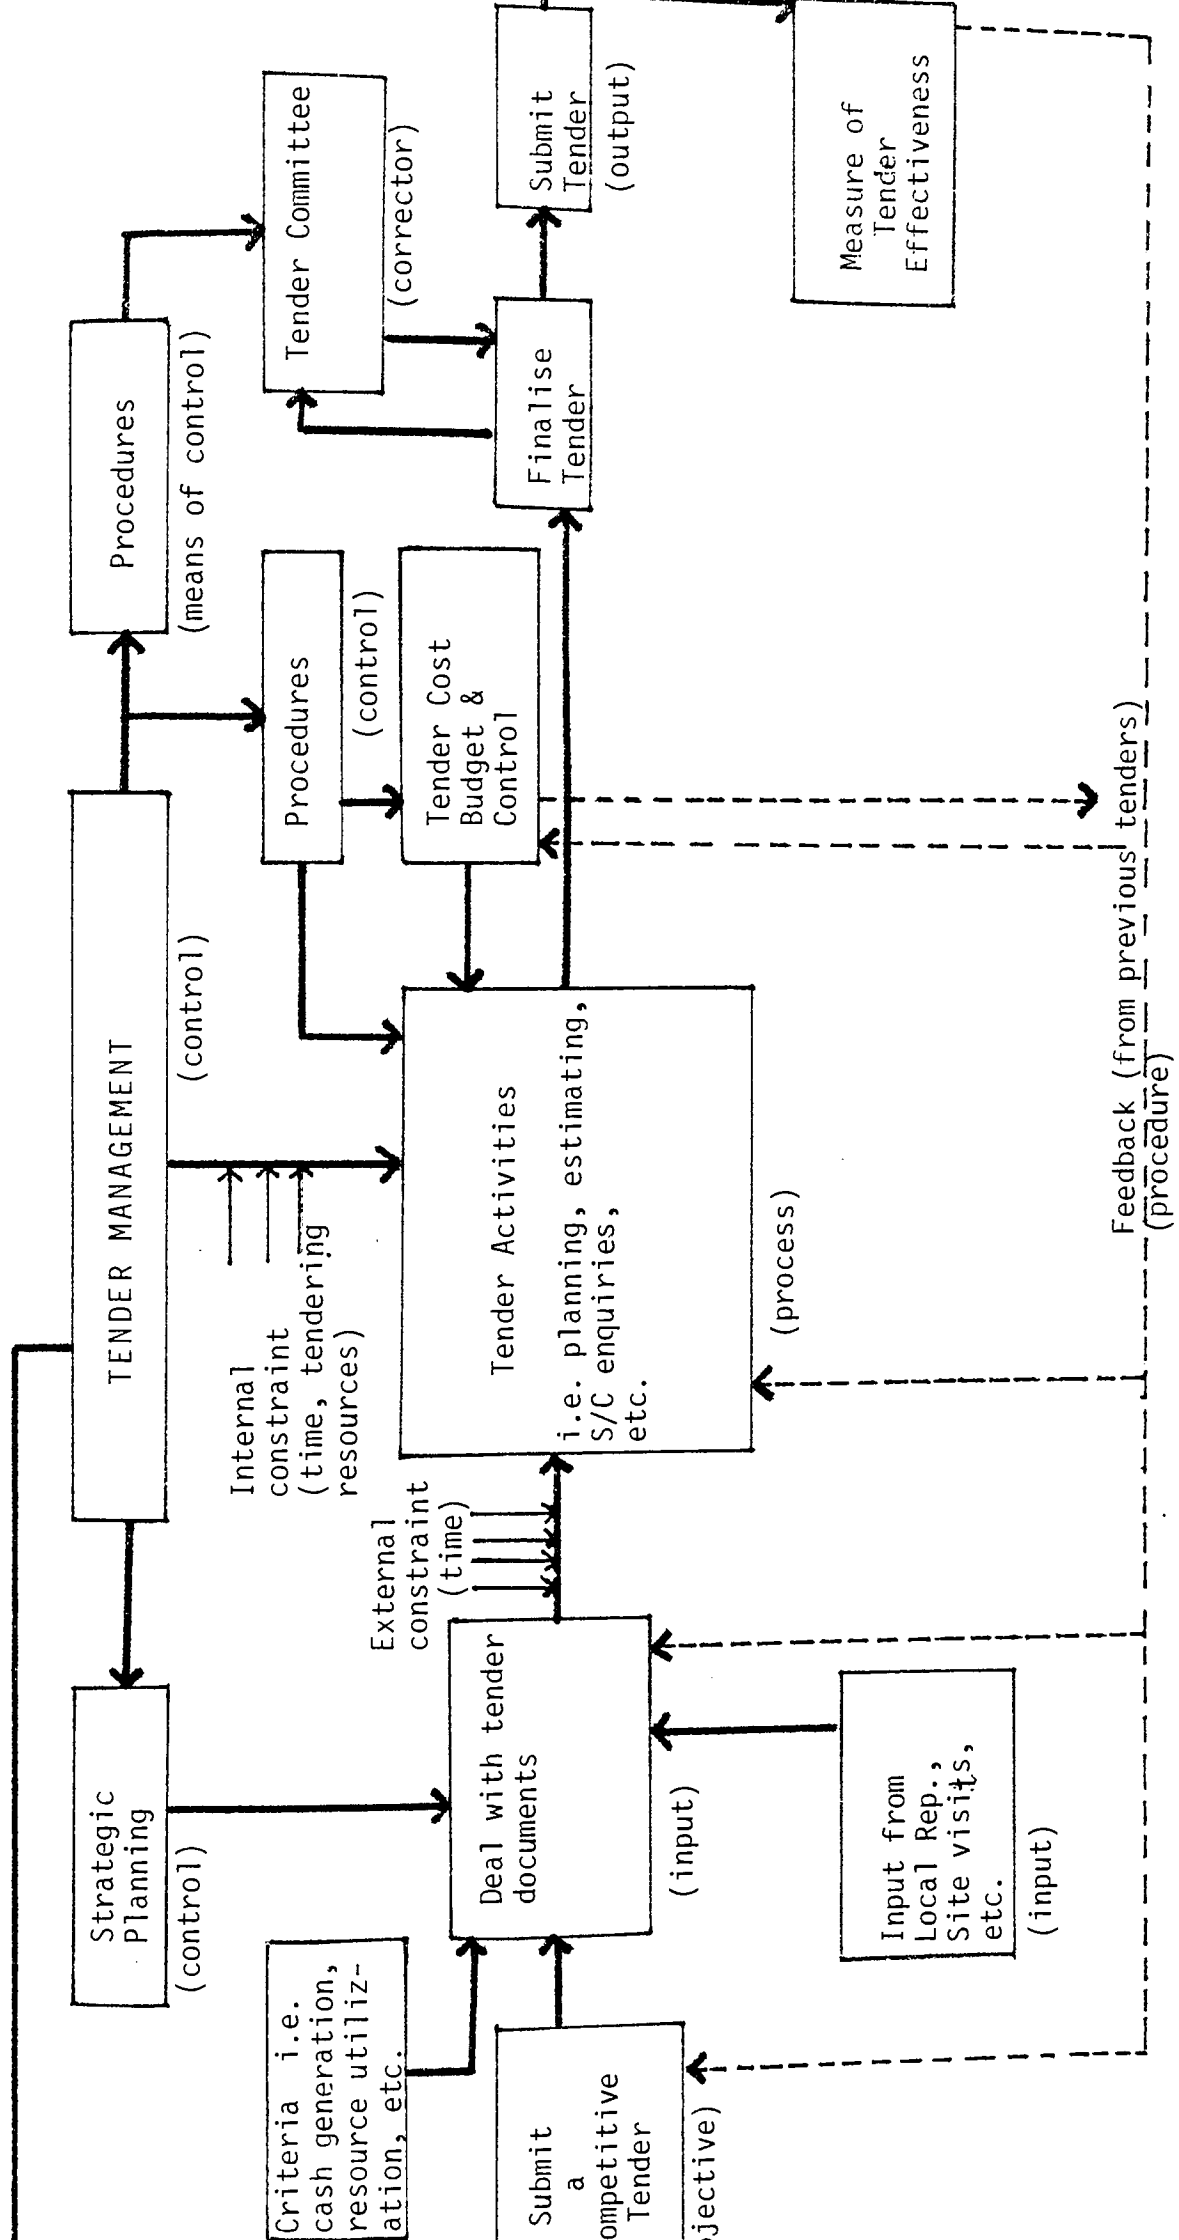 TENDER MANAGEMENT
(control)
Strategic
Planning
(control)
Procedures
(means of control)
Criteria i.e.
cash generation,
resource utiliz-
ation, etc.
Internal
constraint
(time, tendering
resources)
Procedures
(control)
Tender Committee
(corrector)
External
constraint
(time)
Tender Cost
Budget &
Control
Submit
a
ompetitive
Tender
jective)
Deal with tender
documents
(input)
Tender Activities
i.e. planning, estimating,
S/C enquiries,
etc.
(process)
Finalise
Tender
Submit
Tender
(output)
Input from
Local Rep.,
Site visits,
etc.
(input)
Measure of
Tender
Effectiveness
Feedback (from previous tenders)
(procedure)